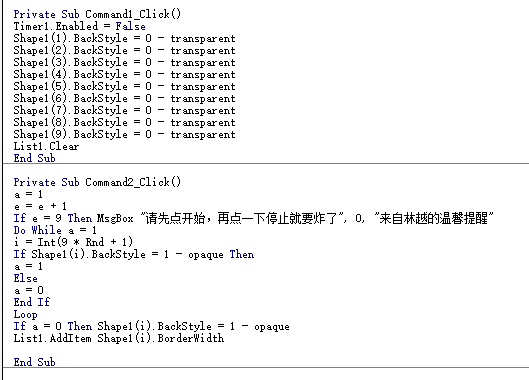 Private Sub Command1_Click()
Timer1.Enabled = False
Shape1(1).BackStyle = 0 - transparent
Shape1(2).BackStyle = 0 - transparent
Shape1(3).BackStyle = 0 - transparent
Shape1(4).BackStyle = 0 - transparent
Shape1(5).BackStyle = 0 - transparent
Shape1(6).BackStyle = 0 - transparent
Shape1(7).BackStyle = 0 - transparent
Shape1(8).BackStyle = 0 - transparent
Shape1(9).BackStyle = 0 - transparent
List1.Clear
End Sub
Private Sub Command2_Click()
a = 1
e = e + 1
If e = 9 Then MsgBox "请先点开始，再点一下停止就要炸了", 0, "来自林越的温馨提醒"
Do While a = 1
i = Int(9 * Rnd + 1)
If Shape1(i).BackStyle = 1 - opaque Then
a = 1
Else
a = 0
End If
Loop
If a = 0 Then Shape1(i).BackStyle = 1 - opaque
List1.AddItem Shape1(i).BorderWidth
End Sub